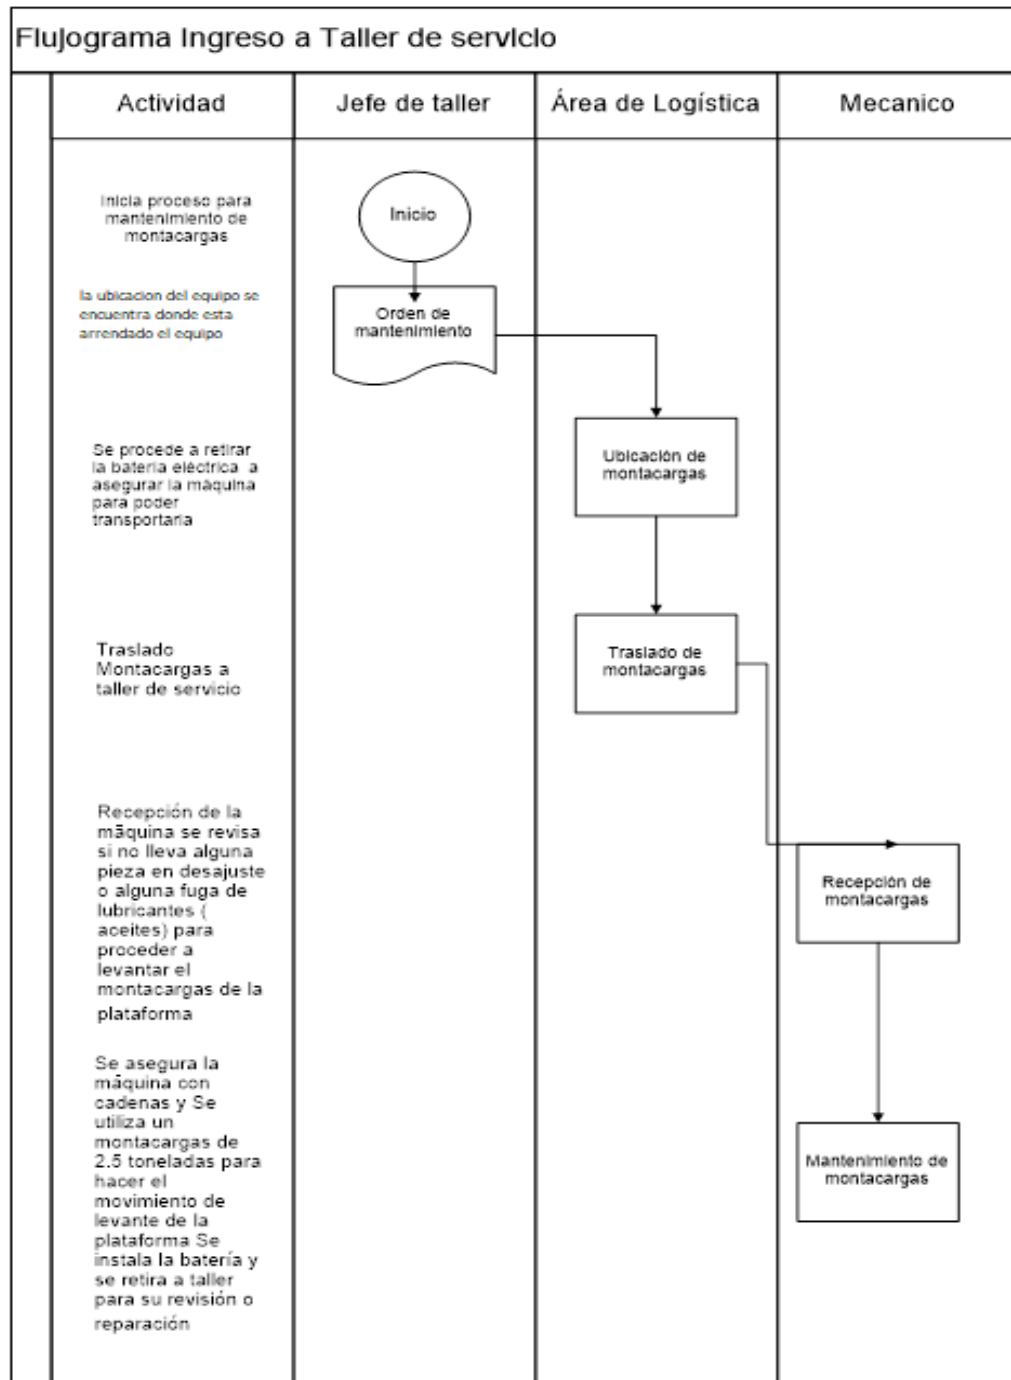 Flujograma Ingreso a Taller de servicio
Actividad
Jefe de taller
Área de Logística
Mecanico
Inicia proceso para
mantenimiento de
montacargas
Inicio
la ubicacion del equipo se
encuentra donde esta
arrendado el equipo
Orden de
mantenimiento
Se procede a retirar
la bateria eléctrica a
asegurar la máquina
para poder
transportarla
Ubicación de
montacargas
Traslado
Montacargas a
taller de servicio
Traslado de
montacargas
Recepción de la
máquina se revisa
si no lleva alguna
pieza en desajuste
o alguna fuga de
lubricantes (
aceites) para
proceder a
levantar el
montacargas de la
plataforma
Recepción de
montacargas
Se asegura la
máquina con
cadenas y Se
utiliza un
montacargas de
2.5 toneladas para
hacer el
movimiento de
levante de la
plataforma Se
instala la batería y
se retira a taller
para su revisión o
reparación
Mantenimiento de
montacargas